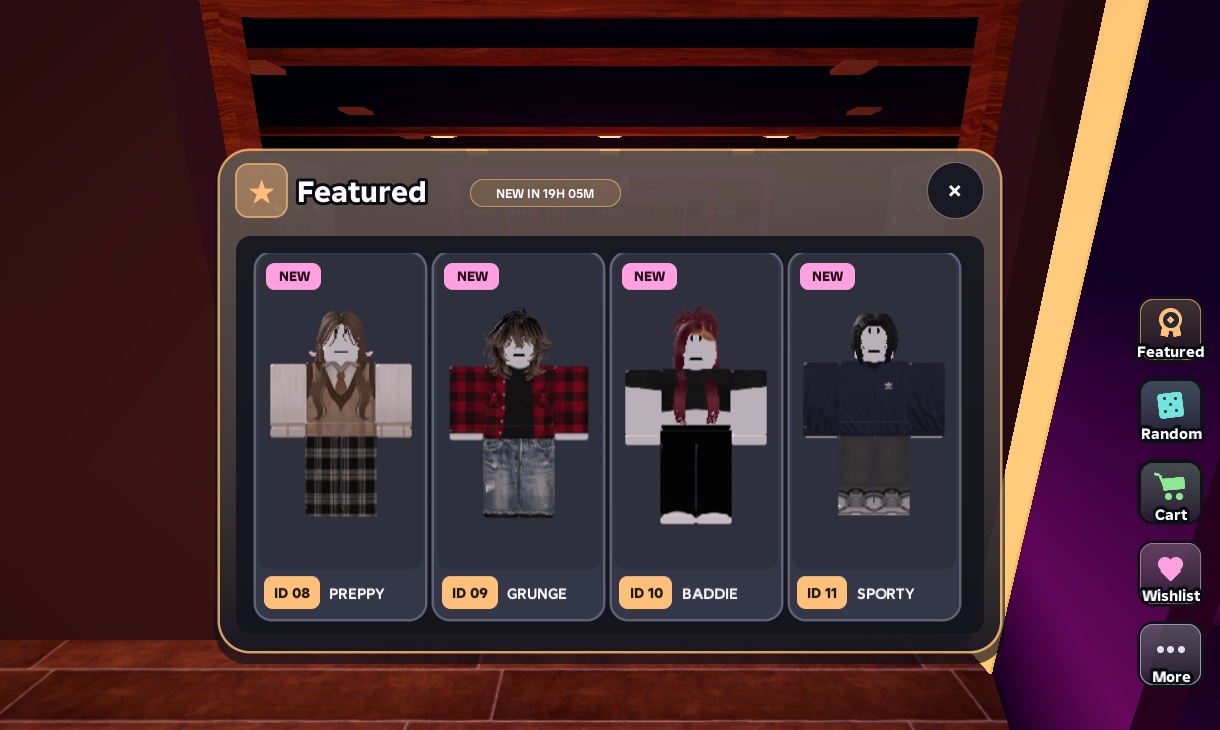 Featured
NEW IN 19H 05M
NEW
NEW
NEW
NEW
ID 08 PREPPY
ID 09 GRUNGE
ID 10 BADDIE
ID 11 SPORTY
Featured
Random
Cart
Wishlist
More